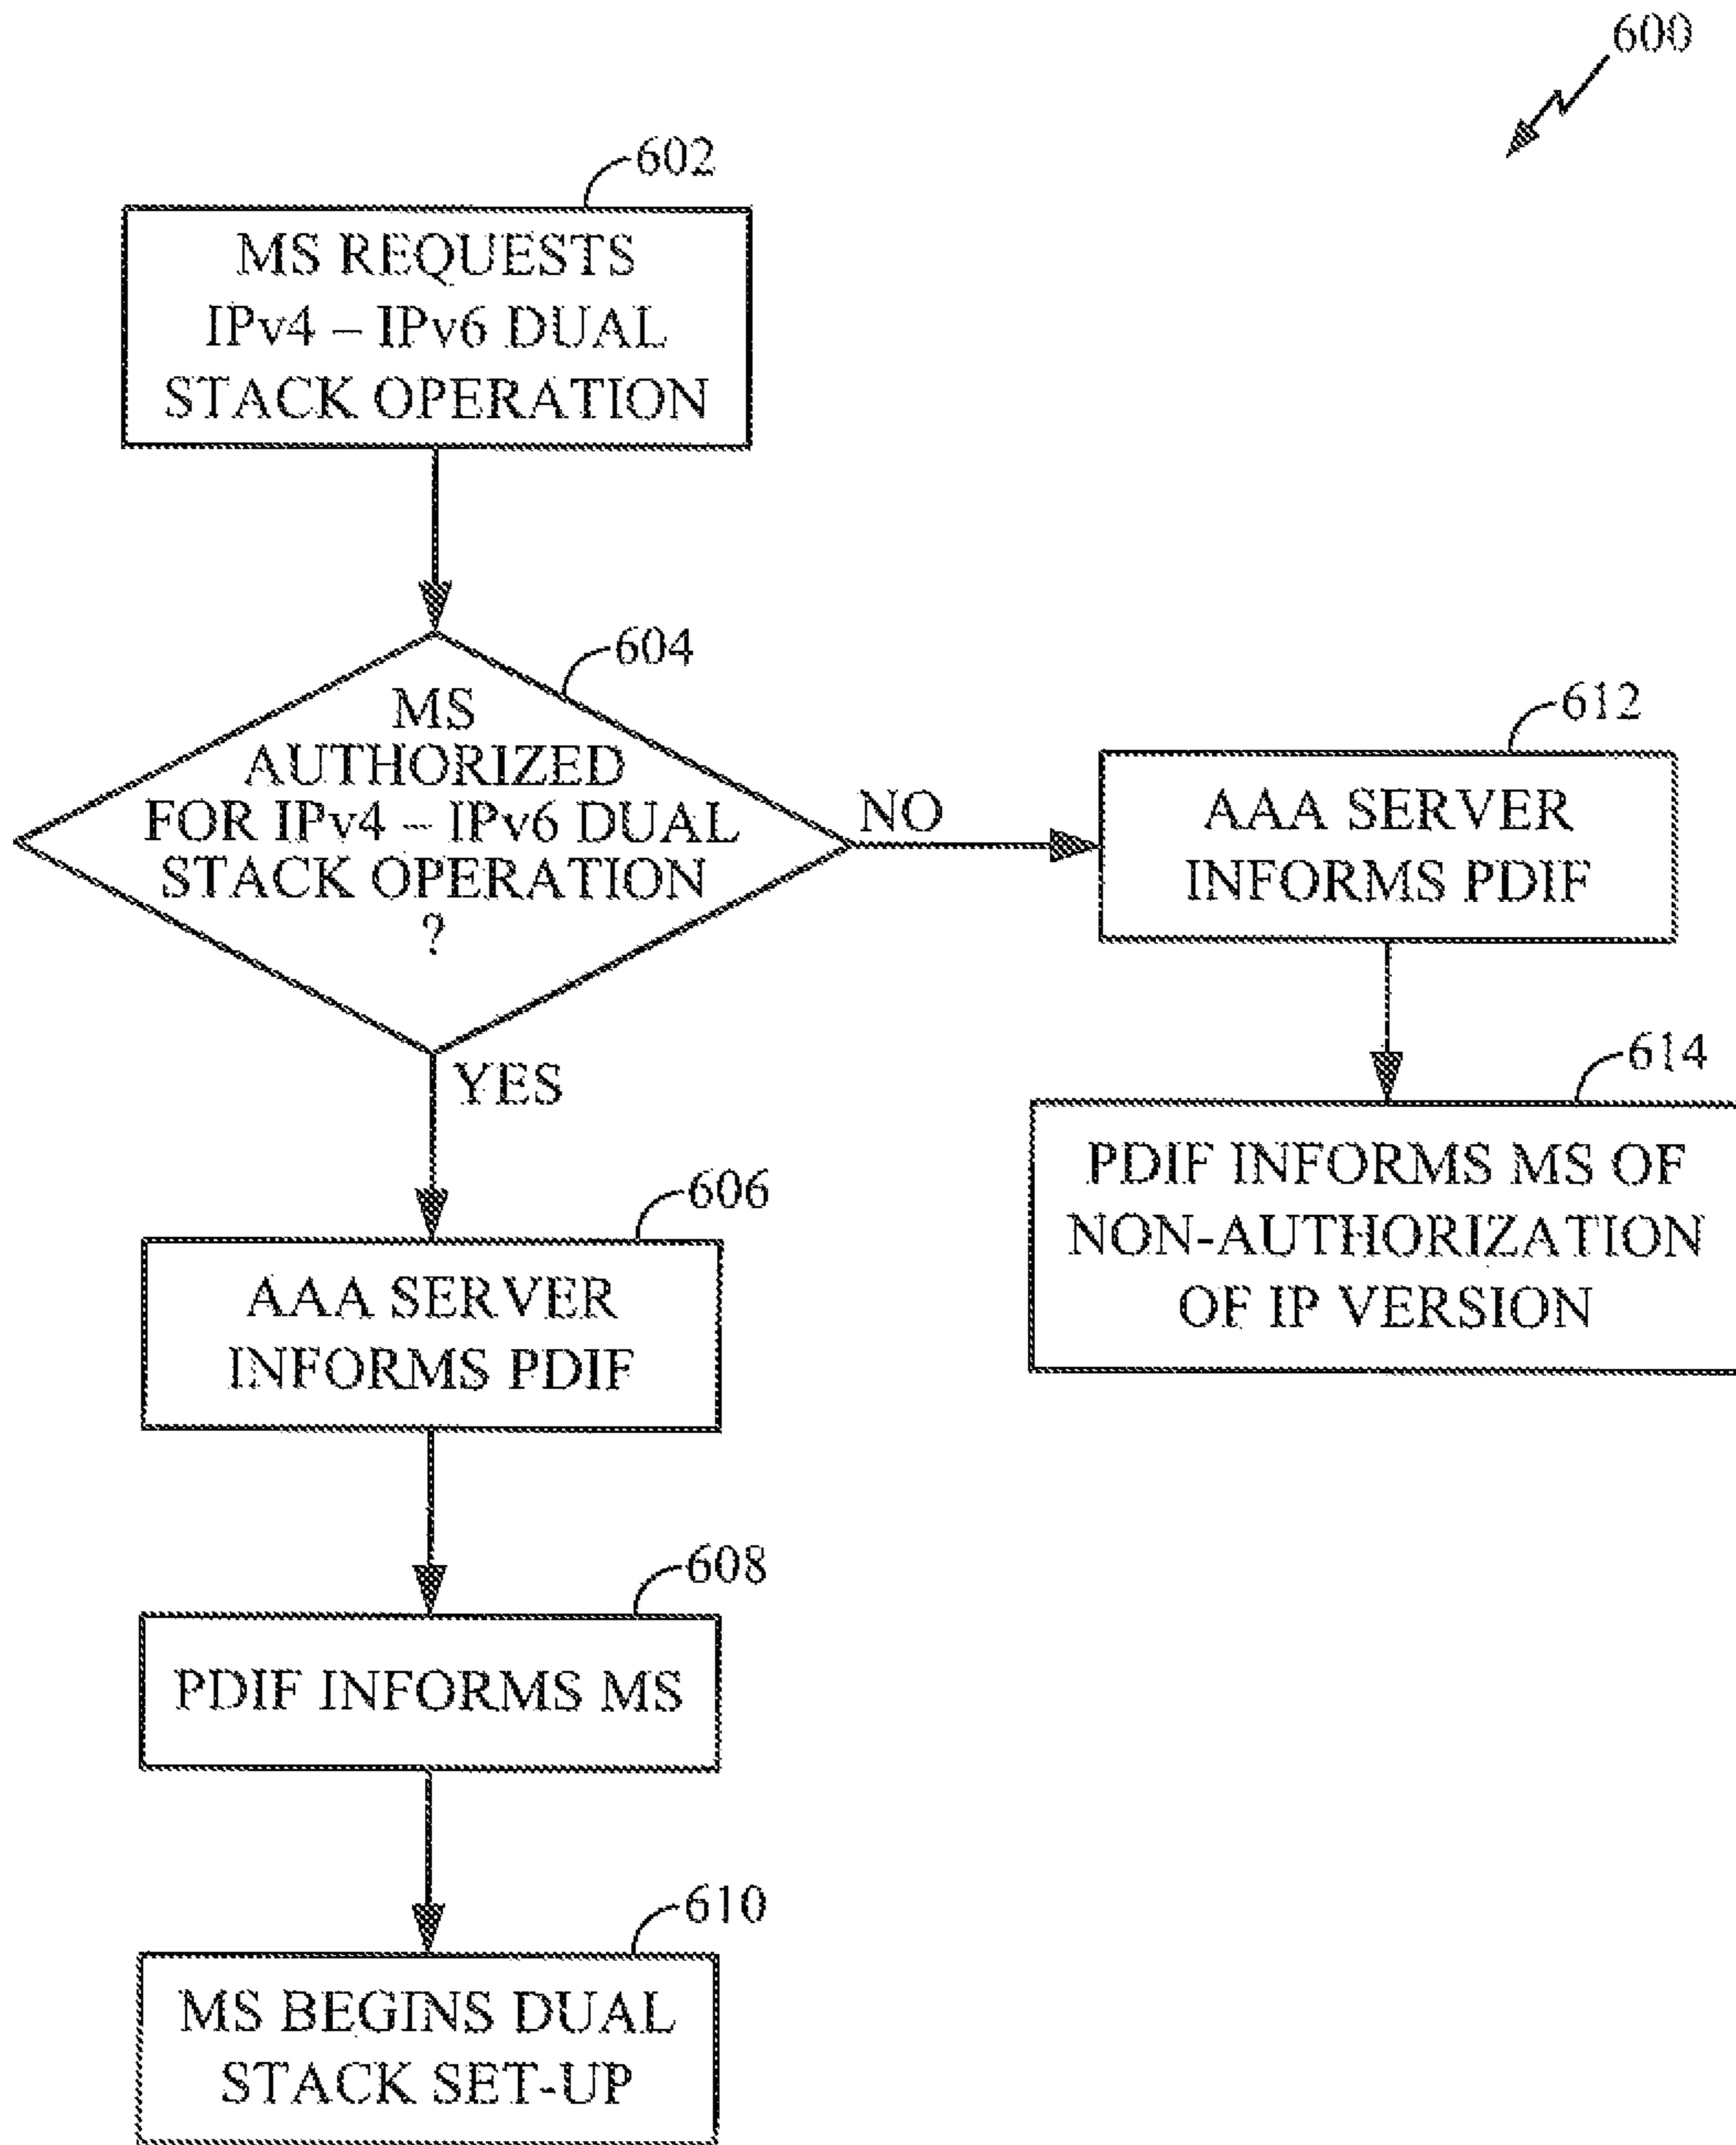 600
602
MS REQUESTS
IPv4 – IPv6 DUAL
STACK OPERATION
604
MS
AUTHORIZED
FOR IPv4 – IPv6 DUAL
STACK OPERATION
?
NO
612
AAA SERVER
INFORMS PDIF
614
PDIF INFORMS MS OF
NON-AUTHORIZATION
OF IP VERSION
YES
606
AAA SERVER
INFORMS PDIF
608
PDIF INFORMS MS
610
MS BEGINS DUAL
STACK SET-UP